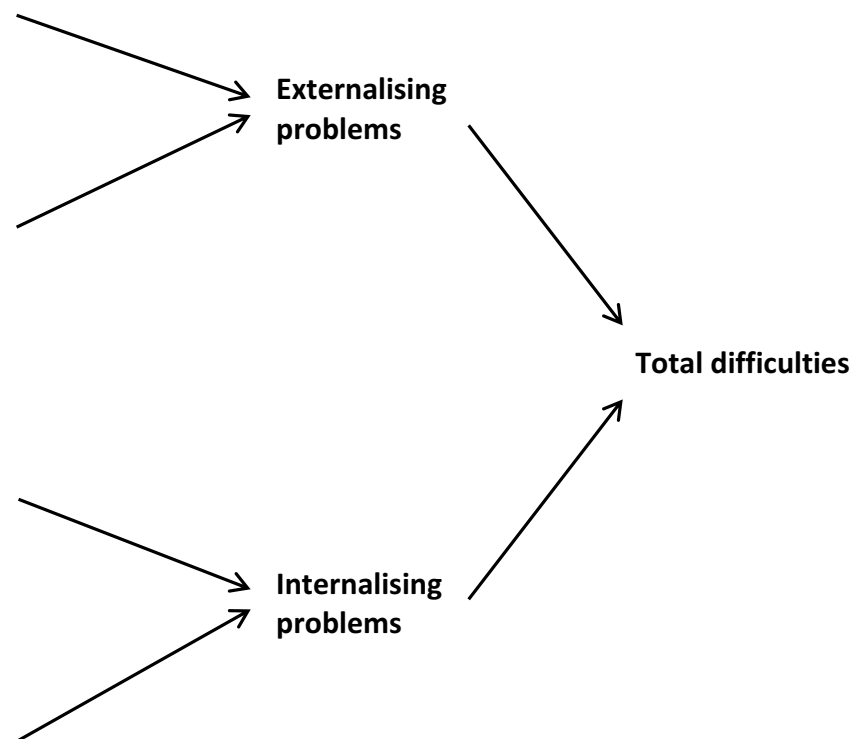 Externalising
problems
Total difficulties
Internalising
problems